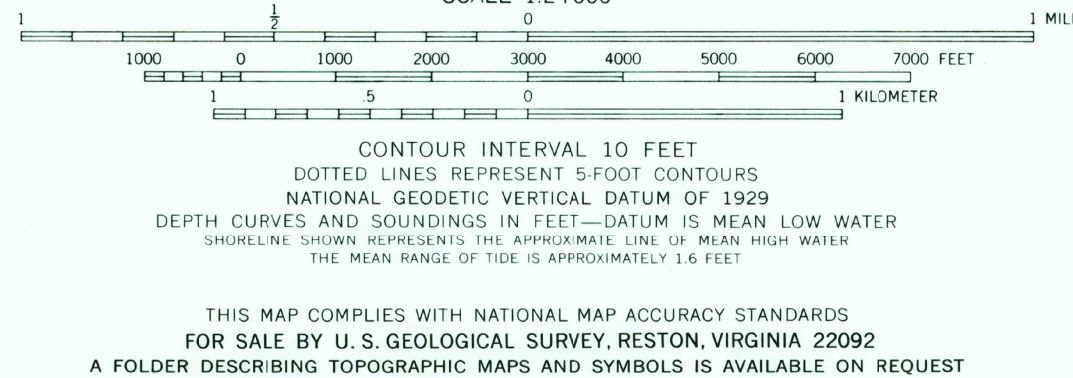 1 ½ 0 1
1000 0 1000 2000 3000 4000 5000 6000 7000 FEET
1 .5 0 1 KILOMETER
CONTOUR INTERVAL 10 FEET
DOTTED LINES REPRESENT 5-FOOT CONTOURS
NATIONAL GEODETIC VERTICAL DATUM OF 1929
DEPTH CURVES AND SOUNDINGS IN FEET—DATUM IS MEAN LOW WATER
SHORELINE SHOWN REPRESENTS THE APPROXIMATE LINE OF MEAN HIGH WATER
THE MEAN RANGE OF TIDE IS APPROXIMATELY 1.6 FEET
THIS MAP COMPLIES WITH NATIONAL MAP ACCURACY STANDARDS
FOR SALE BY U. S. GEOLOGICAL SURVEY, RESTON, VIRGINIA 22092
A FOLDER DESCRIBING TOPOGRAPHIC MAPS AND SYMBOLS IS AVAILABLE ON REQUEST